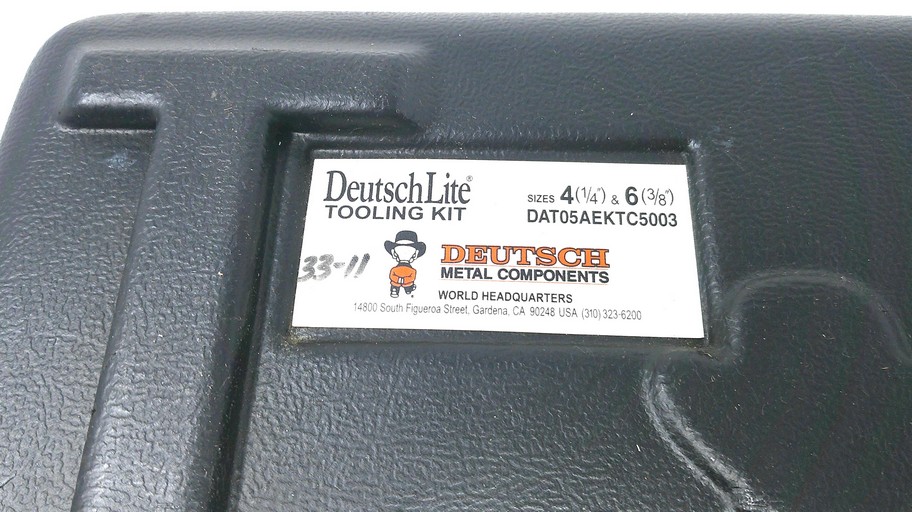 DeutschLite®
TOOLING KIT
SIZES 4 (1/4") & 6 (3/8")
DAT05AEKTC5003
33-11
DEUTSCH
METAL COMPONENTS
WORLD HEADQUARTERS
14800 South Figueroa Street, Gardena, CA 90248 USA (310) 323-6200